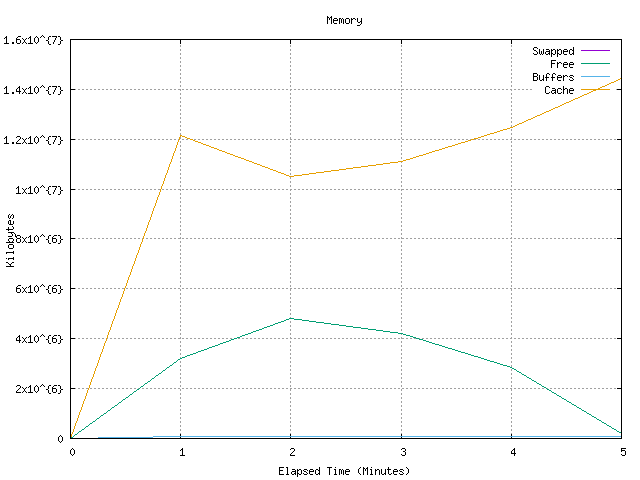 Memory
1.6x10^{7}
1.4x10^{7}
1.2x10^{7}
1x10^{7}
8x10^{6}
6x10^{6}
4x10^{6}
2x10^{6}
0
Kilobytes
Swapped
Free
Buffers
Cache
0 1 2 3 4 5
Elapsed Time (Minutes)